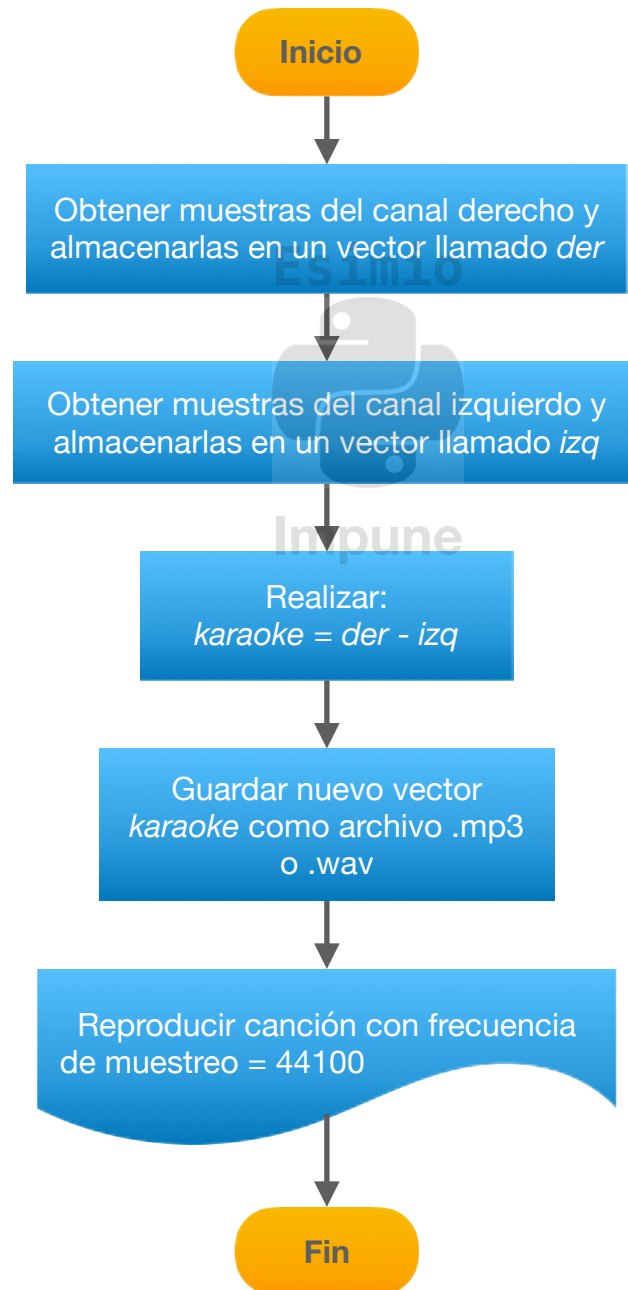 Inicio
Obtener muestras del canal derecho y
almacenarlas en un vector llamado der
Esimio
Obtener muestras del canal izquierdo y
almacenarlas en un vector llamado izq
Impune
Realizar:
karaoke = der - izq
Guardar nuevo vector
karaoke como archivo .mp3
o .wav
Reproducir canción con frecuencia
de muestreo = 44100
Fin